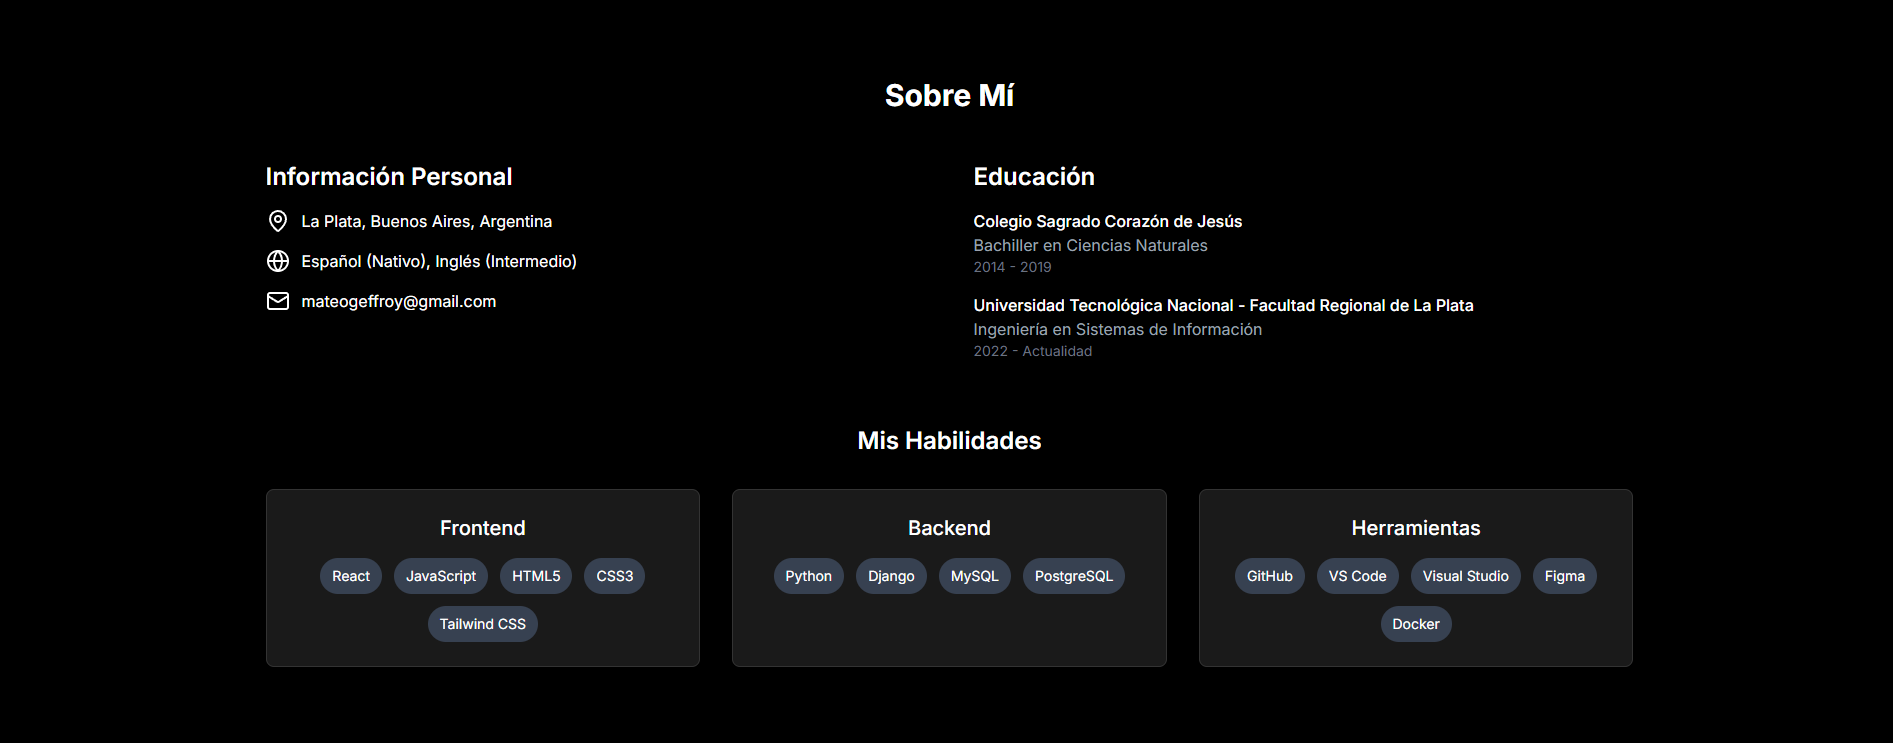 Sobre Mí
Información Personal
La Plata, Buenos Aires, Argentina
Español (Nativo), Inglés (Intermedio)
mateogeffroy@gmail.com
Educación
Colegio Sagrado Corazón de Jesús
Bachiller en Ciencias Naturales
2014 - 2019
Universidad Tecnológica Nacional - Facultad Regional de La Plata
Ingeniería en Sistemas de Información
2022 - Actualidad
Mis Habilidades
Frontend
React JavaScript HTML5 CSS3
Tailwind CSS
Backend
Python Django MySQL PostgreSQL
Herramientas
GitHub VS Code Visual Studio Figma
Docker